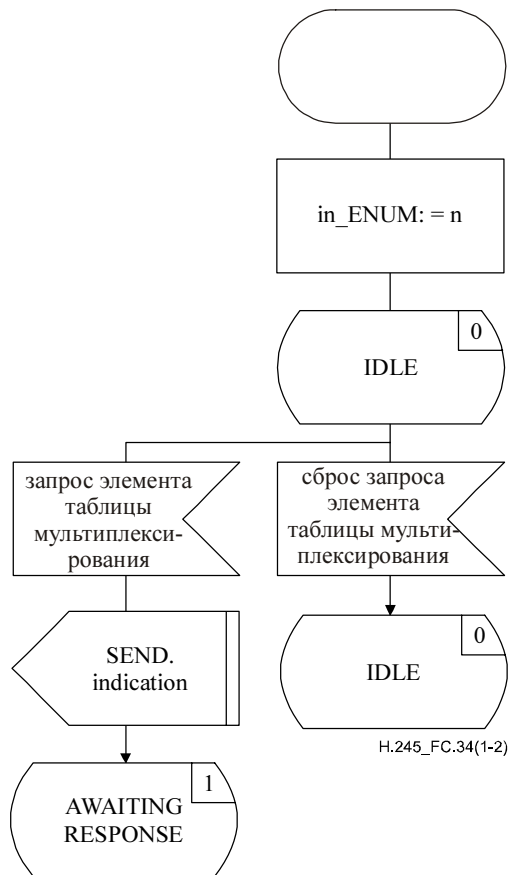 in_ENUM: = n
0
IDLE
запрос элемента
таблицы
мультиплекси-
рования
сброс запроса
элемента
таблицы мульти-
плексирования
SEND.
indication
0
IDLE
H.245_FC.34(1-2)
1
AWAITING
RESPONSE